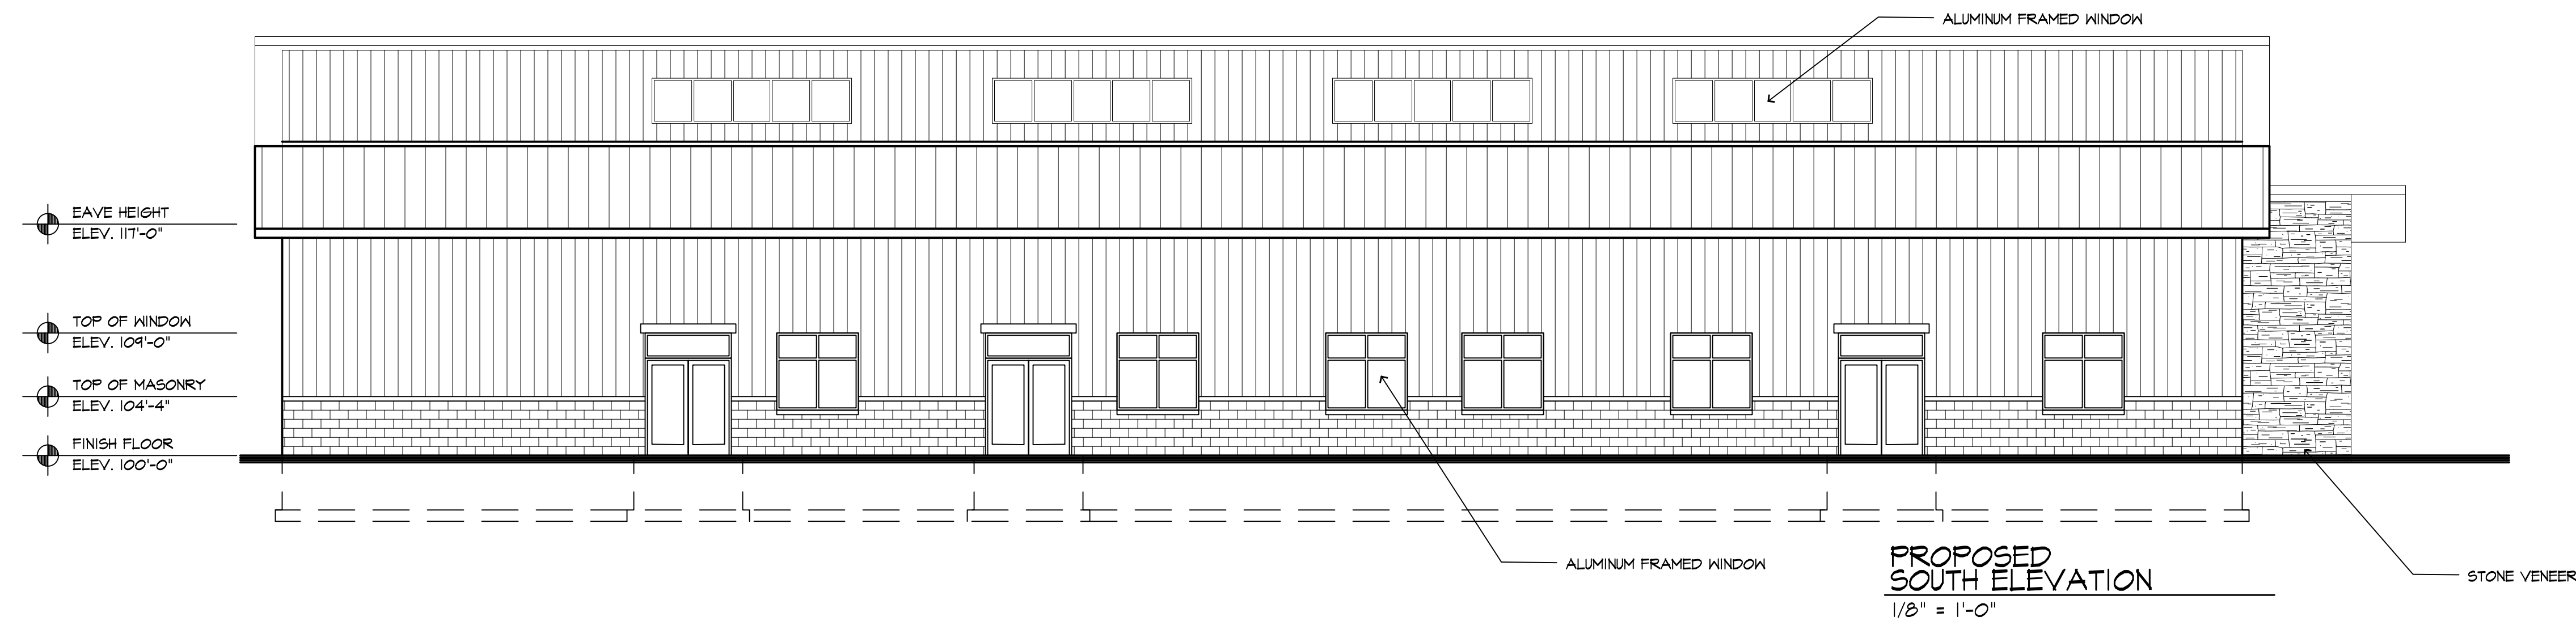 ALUMINUM FRAMED WINDOW
EAVE HEIGHT
ELEV. 117'-0"
TOP OF WINDOW
ELEV. 109'-0"
TOP OF MASONRY
ELEV. 104'-4"
FINISH FLOOR
ELEV. 100'-0"
ALUMINUM FRAMED WINDOW
PROPOSED
SOUTH ELEVATION
1/8" = 1'-0"
STONE VENEER